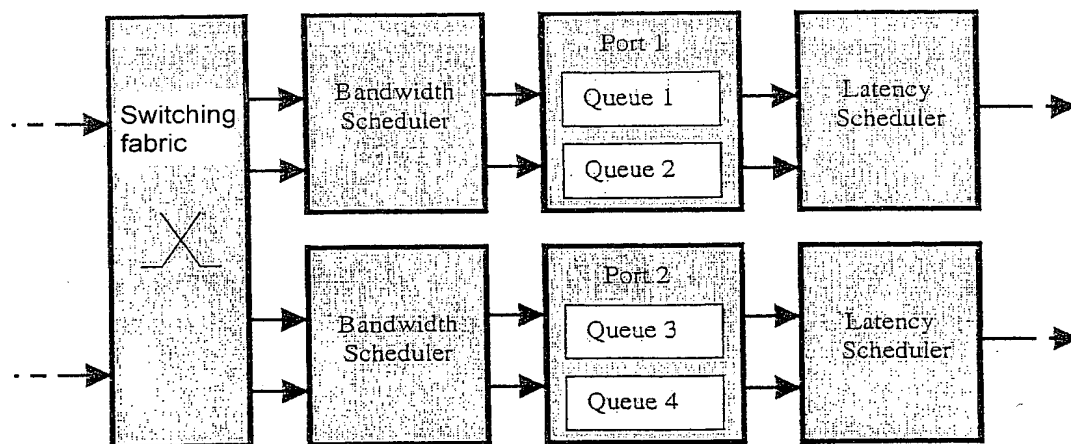 Switching
fabric
Bandwidth
Scheduler
Port 1
Queue 1
Queue 2
Latency
Scheduler
Bandwidth
Scheduler
Port 2
Queue 3
Queue 4
Latency
Scheduler